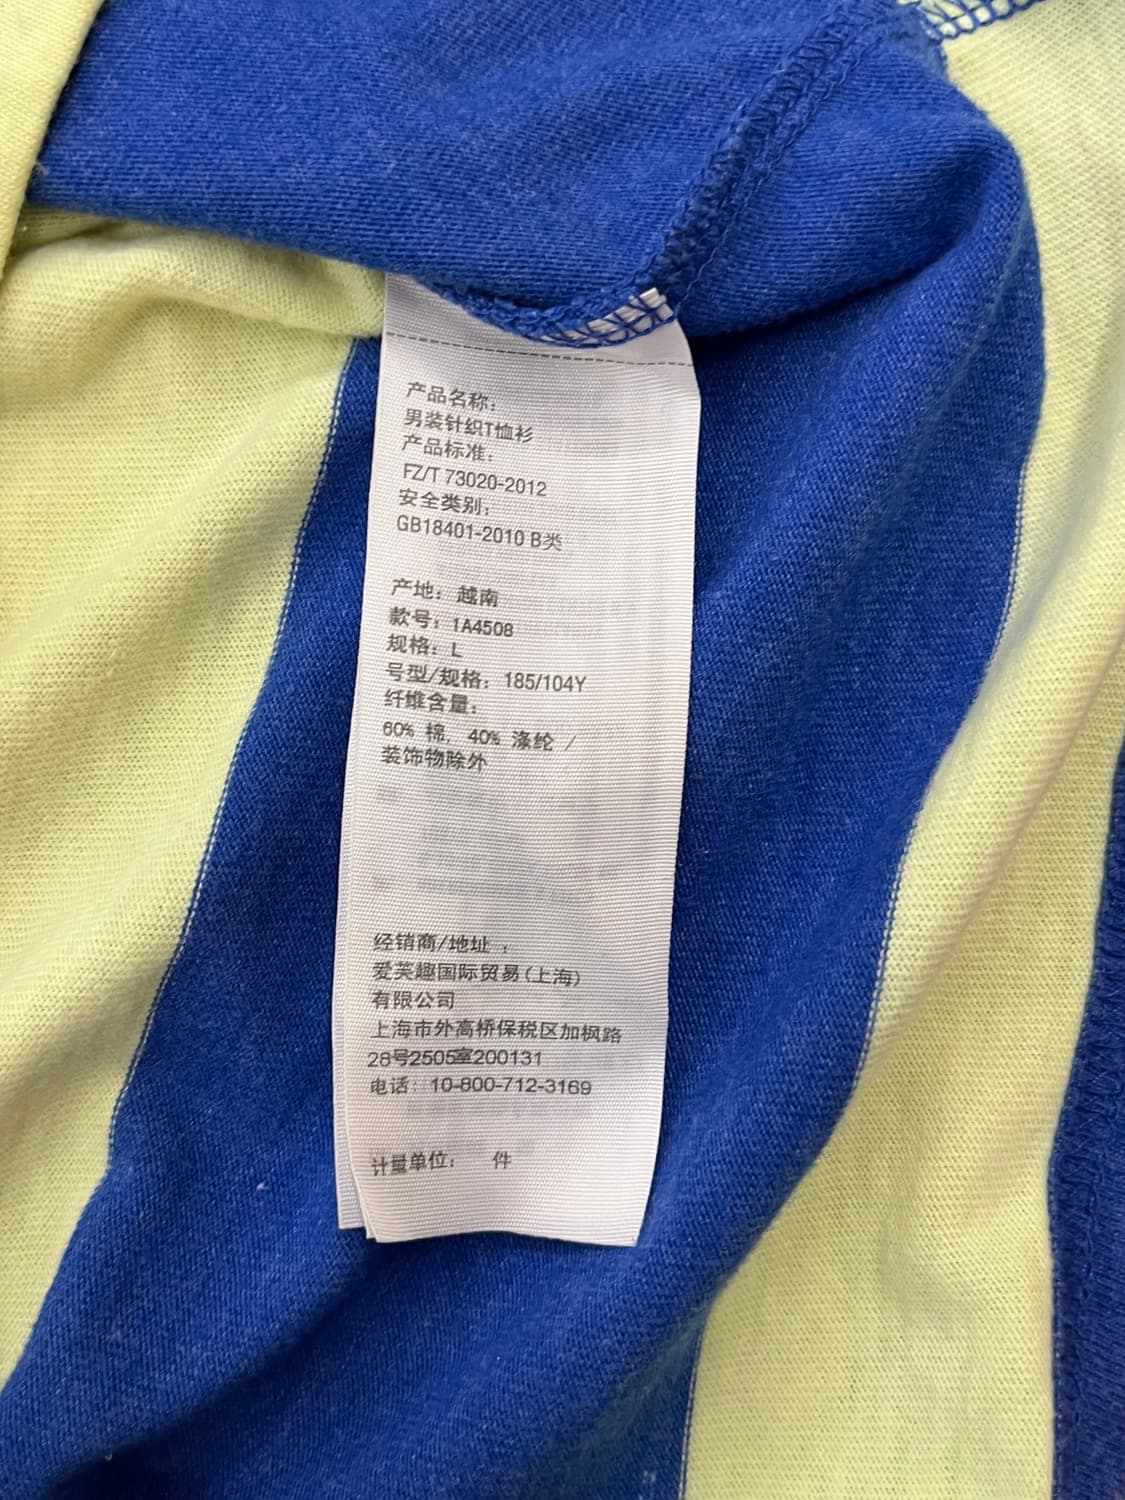 产品名称:
男装针织T恤衫
产品标准:
FZ/T 73020-2012
安全类别:
GB18401-2010 B类
产地: 越南
款号: 1A4508
规格: L
号型/规格: 185/104Y
纤维含量:
60% 棉, 40% 涤纶 /
装饰物除外
经销商/地址 :
爱芙趣国际贸易(上海)
有限公司
上海市外高桥保税区加枫路
28号2505室200131
电话: 10-800-712-3169
计量单位: 件